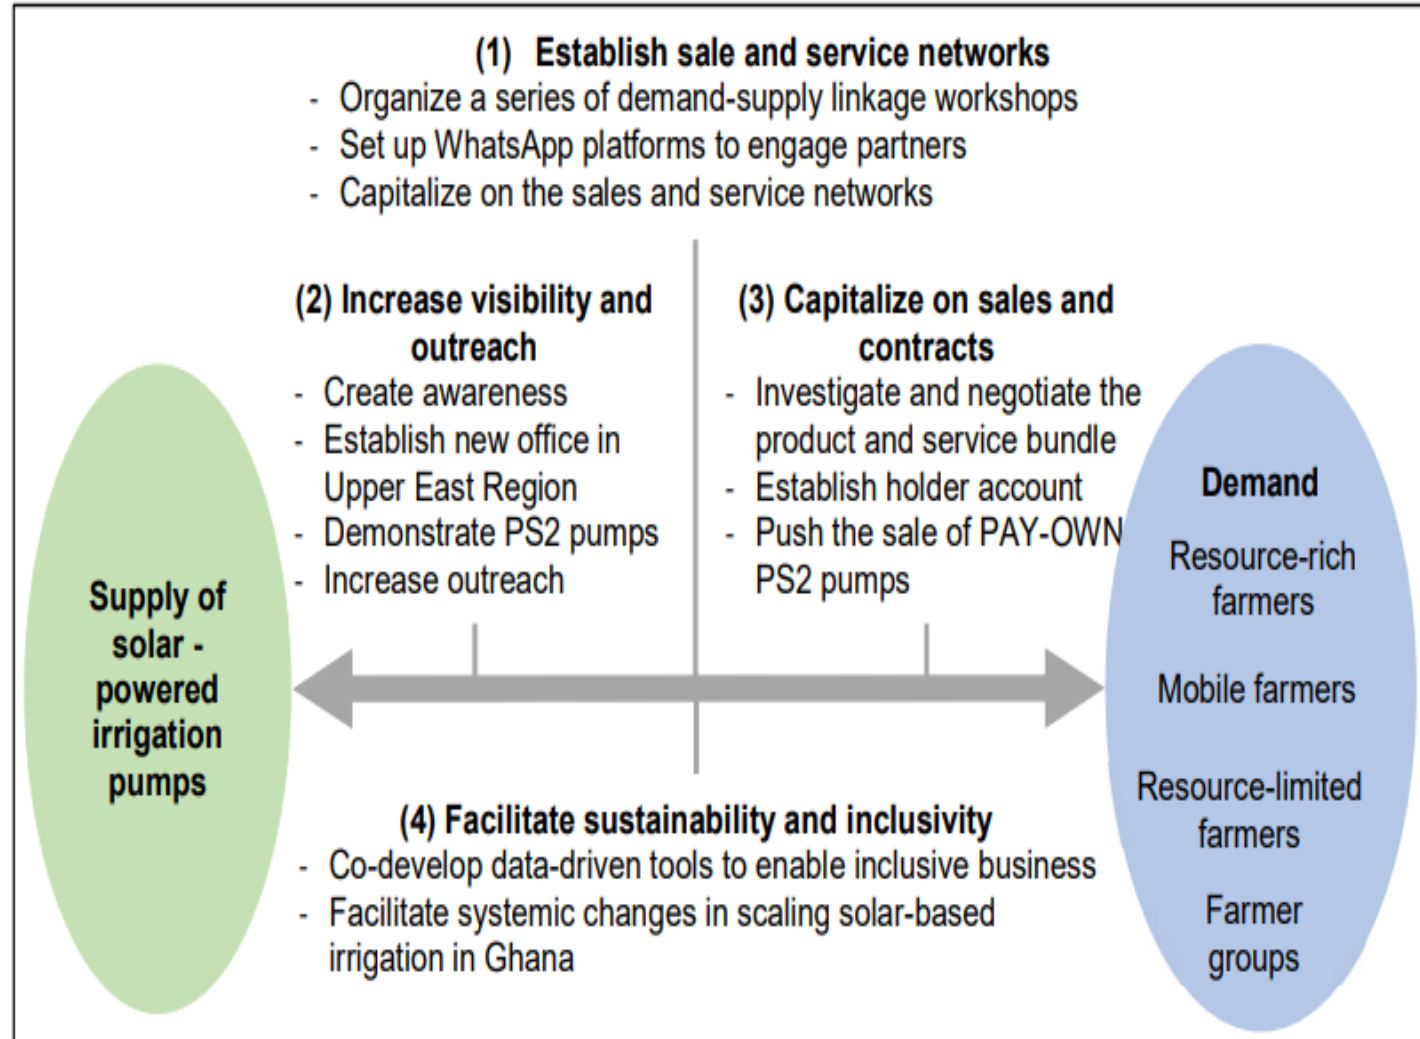 (1) Establish sale and service networks
- Organize a series of demand-supply linkage workshops
- Set up WhatsApp platforms to engage partners
- Capitalize on the sales and service networks
(2) Increase visibility and
outreach
- Create awareness
- Establish new office in
Upper East Region
- Demonstrate PS2 pumps
- Increase outreach
(3) Capitalize on sales and
contracts
- Investigate and negotiate the
product and service bundle
- Establish holder account
- Push the sale of PAY-OWN
PS2 pumps
Supply of
solar -
powered
irrigation
pumps
Demand
Resource-rich
farmers
Mobile farmers
Resource-limited
farmers
Farmer
groups
(4) Facilitate sustainability and inclusivity
- Co-develop data-driven tools to enable inclusive business
- Facilitate systemic changes in scaling solar-based
irrigation in Ghana